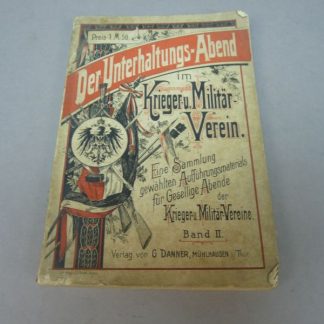 Preis 1 M. 50.
Der Unterhaltungs-Abend
im
Krieger u. Militär-
Verein.
Eine Sammlung
gewählten Aufführungsmaterials
für Gesellige Abende
der
Krieger u. Militär-Vereine.
Band II.
Verlag von G. DANNER, MÜHLHAUSEN i/Thür.